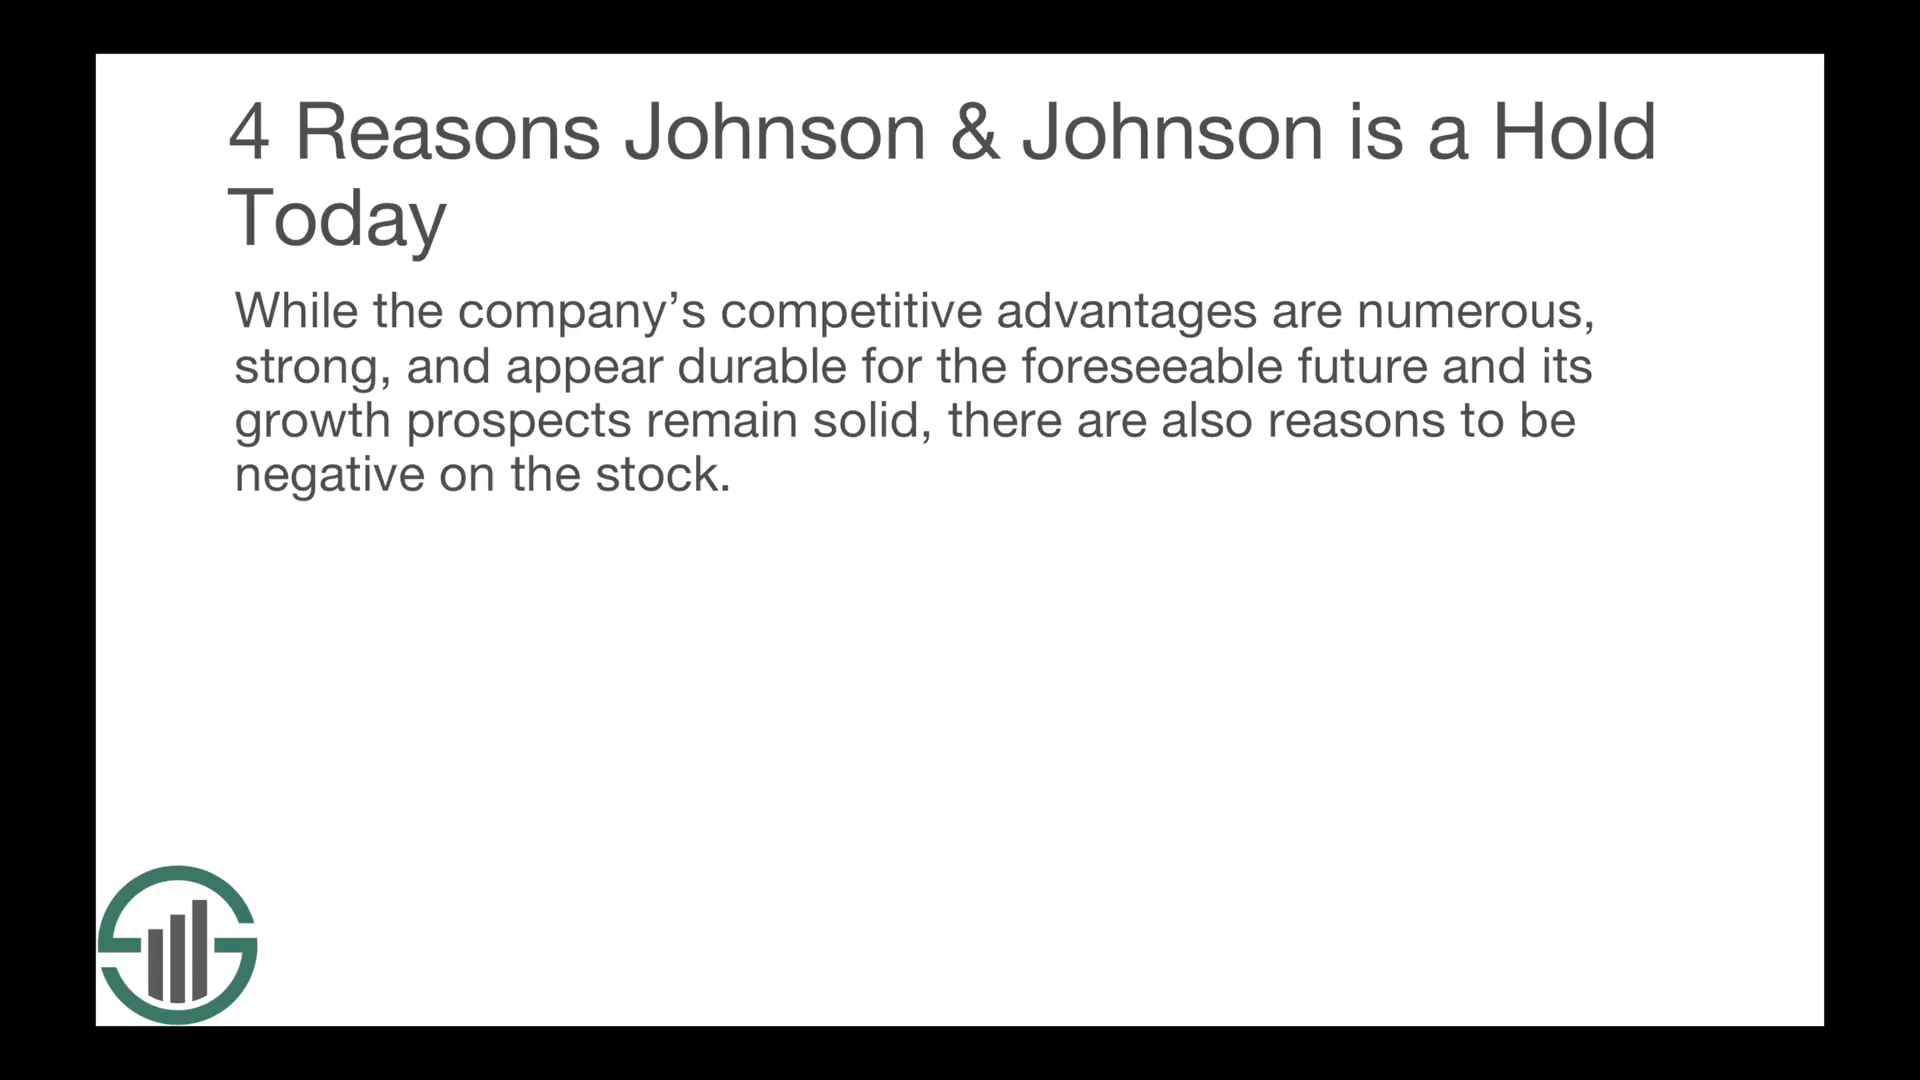 4 Reasons Johnson & Johnson is a Hold
Today
While the company’s competitive advantages are numerous,
strong, and appear durable for the foreseeable future and its
growth prospects remain solid, there are also reasons to be
negative on the stock.